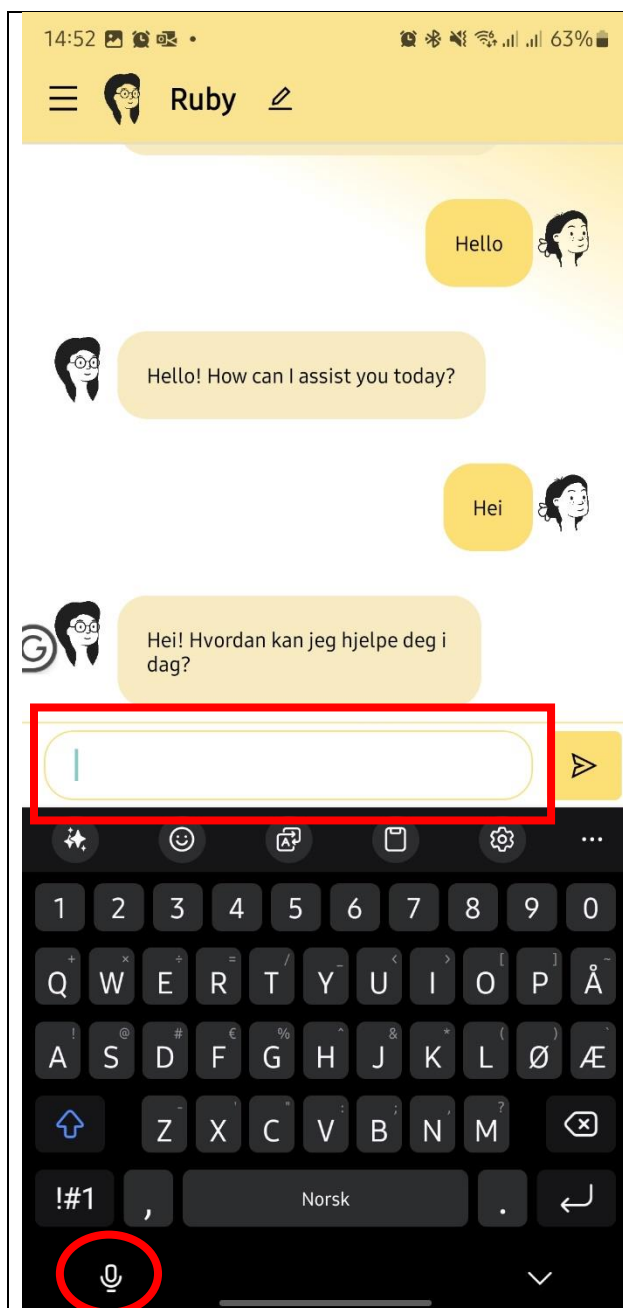 14:52 63%
Ruby
Hello
Hello! How can I assist you today?
Hei
Hei! Hvordan kan jeg hjelpe deg i
dag?
G
1 2 3 4 5 6 7 8 9 0
+ × ÷ = / _ < > [ ] ~
Q W E R T Y U I O P Å
! @ # € % ^ & * ( ) `
A S D F G H J K L Ø Æ
- ' " : ; , ?
Z X C V B N M
!#1 , Norsk .